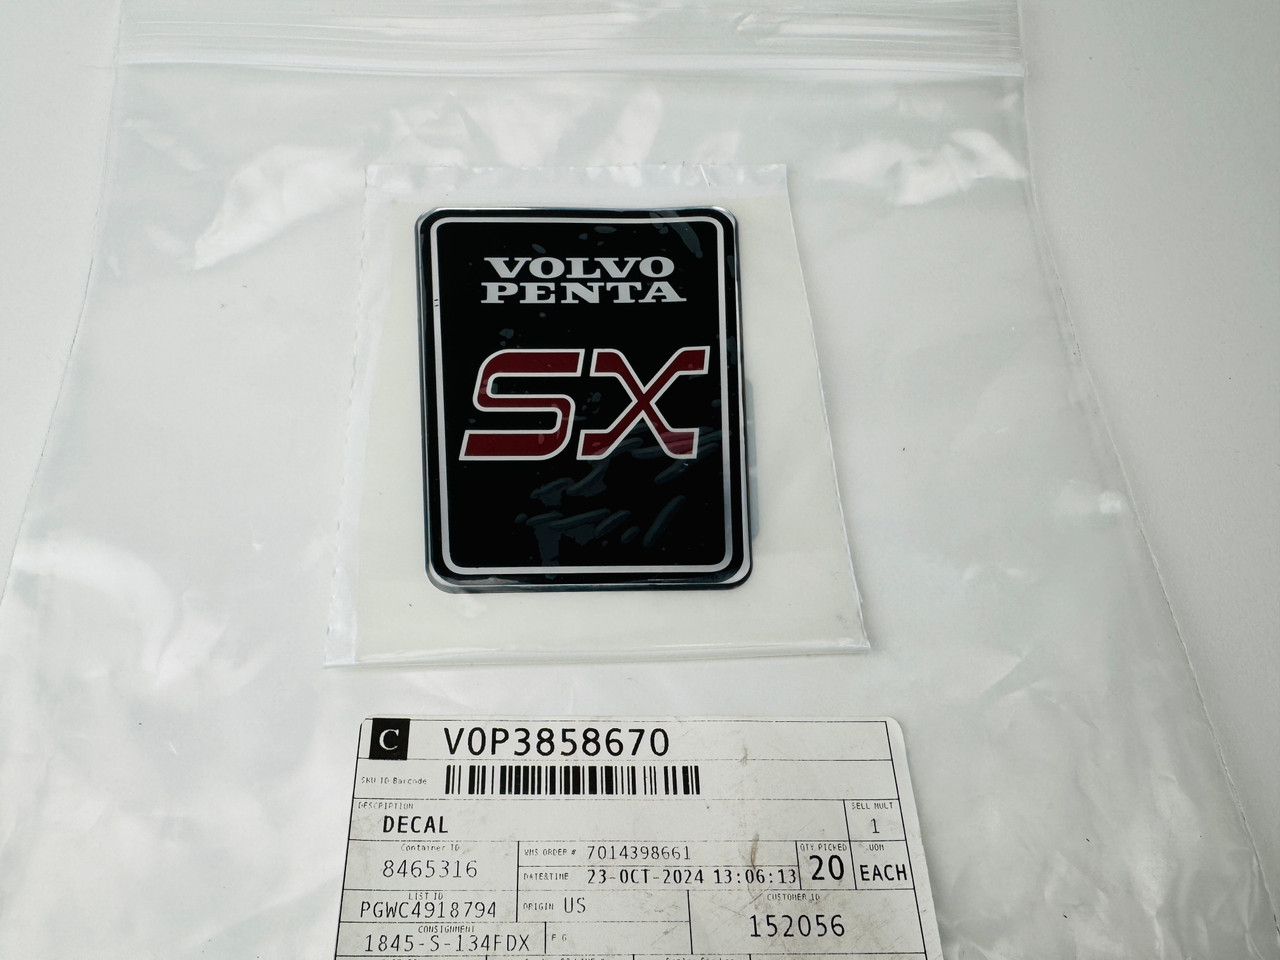 VOLVO
PENTA
SX
C VOP3858670
SKU ID Barcode
DESCRIPTION
DECAL
SELL MULT
1
Container ID
8465316
WMS ORDER # 7014398661
DATE&TIME 23-OCT-2024 13:06:13
QTY PICKED
20
UOM
EACH
LIST ID
PGWC4918794
ORIGIN US
CUSTOMER ID
152056
CONSIGNMENT
1845-S-134FDX